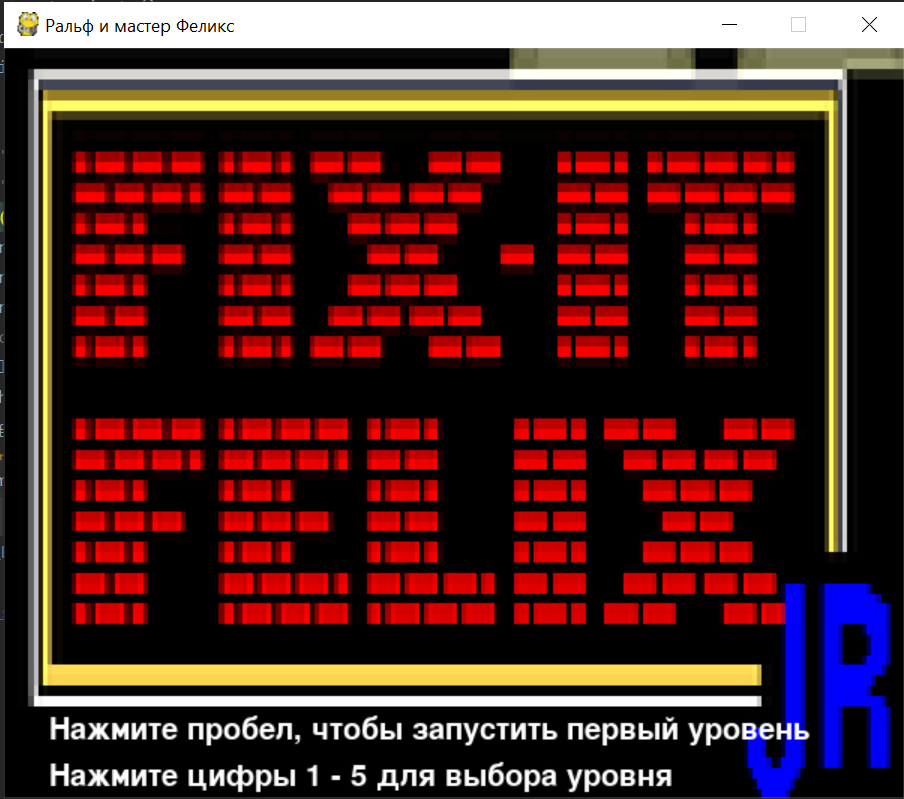 Ральф и мастер Феликс
FIX-IT
FELIX
JR
Нажмите пробел, чтобы запустить первый уровень
Нажмите цифры 1 - 5 для выбора уровня